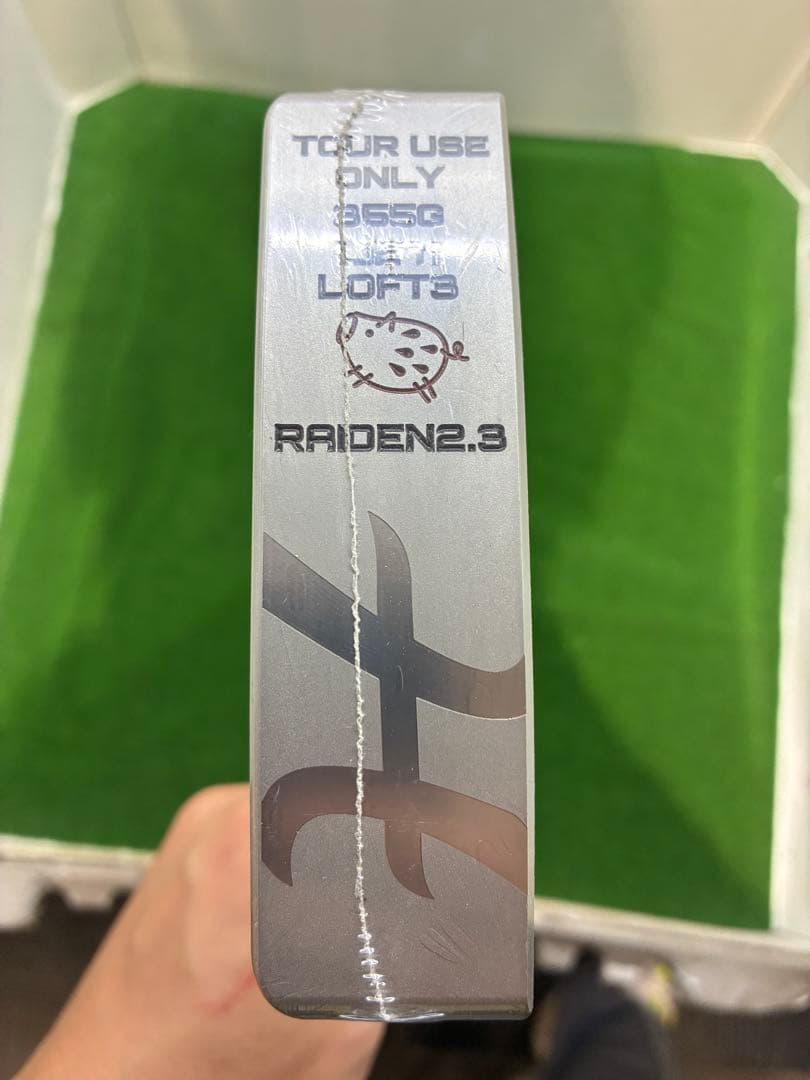 TOUR USE
ONLY
355G
LOFT3
RAIDEN2.3